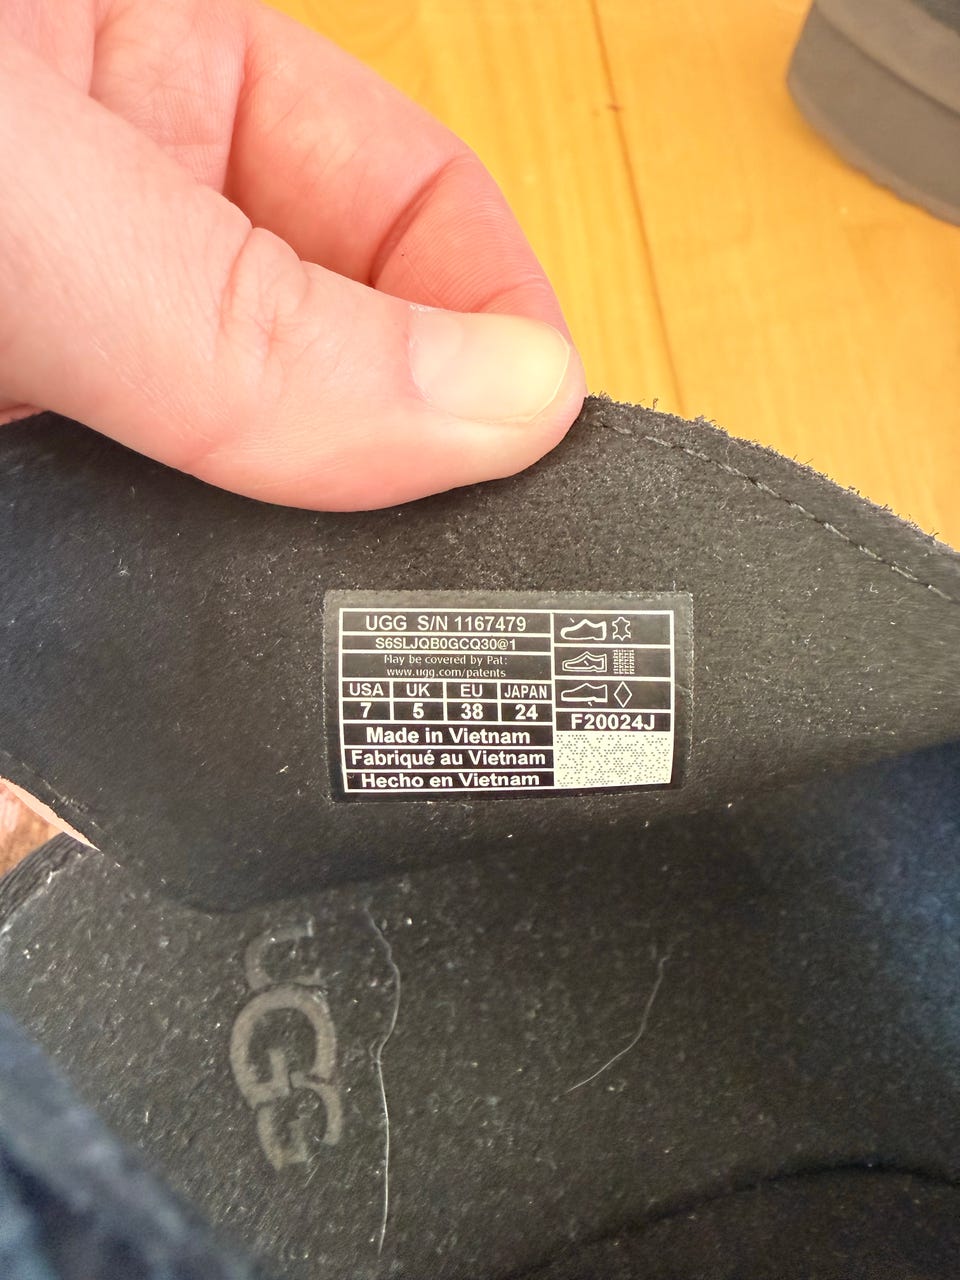 UGG S/N 1167479
S6SLJQB0GCQ30@1
May be covered by Pat:
www.ugg.com/patents
USA UK EU JAPAN
7 5 38 24
Made in Vietnam
Fabriqué au Vietnam
Hecho en Vietnam
F20024J
UGG